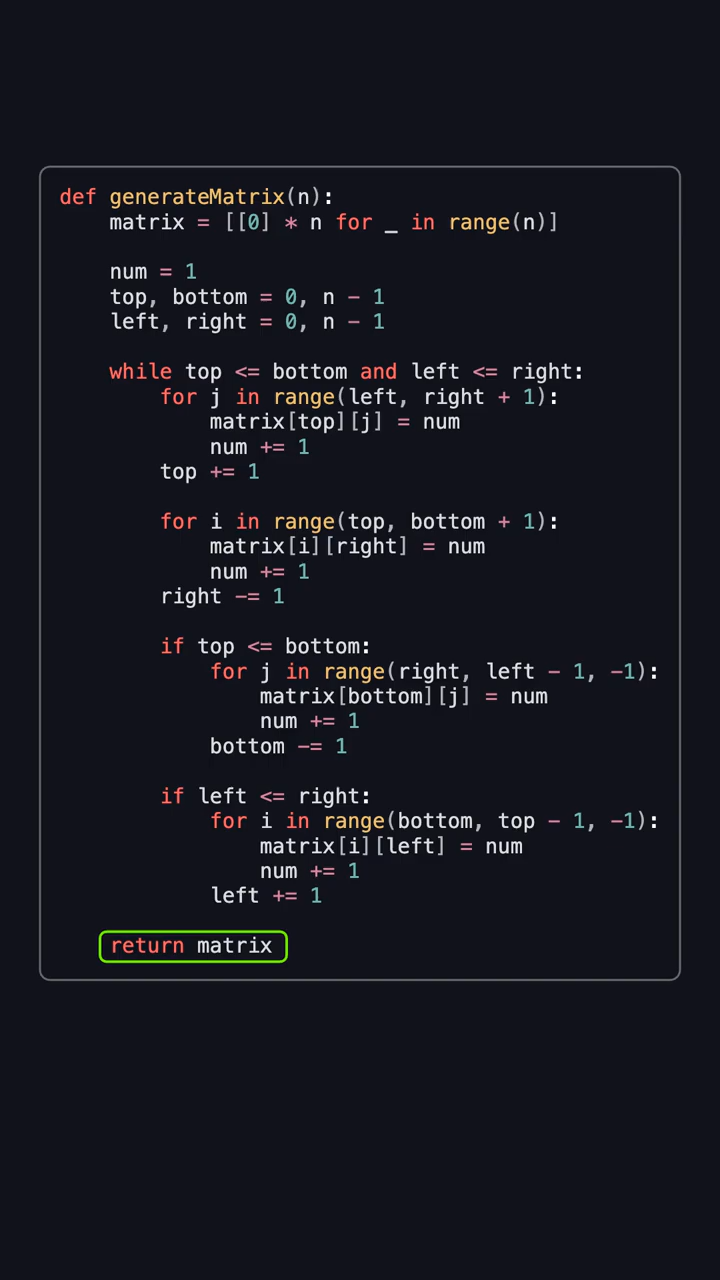 def generateMatrix(n):
    matrix = [[0] * n for _ in range(n)]

    num = 1
    top, bottom = 0, n - 1
    left, right = 0, n - 1

    while top <= bottom and left <= right:
        for j in range(left, right + 1):
            matrix[top][j] = num
            num += 1
        top += 1

        for i in range(top, bottom + 1):
            matrix[i][right] = num
            num += 1
        right -= 1

        if top <= bottom:
            for j in range(right, left - 1, -1):
                matrix[bottom][j] = num
                num += 1
            bottom -= 1

        if left <= right:
            for i in range(bottom, top - 1, -1):
                matrix[i][left] = num
                num += 1
            left += 1

    return matrix